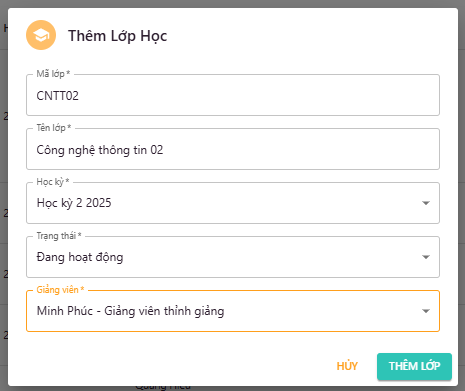 Thêm Lớp Học
Mã lớp *
CNTT02
Tên lớp *
Công nghệ thông tin 02
Học kỳ *
Học kỳ 2 2025
Trạng thái *
Đang hoạt động
Giảng viên *
Minh Phúc - Giảng viên thỉnh giảng
HỦY
THÊM LỚP